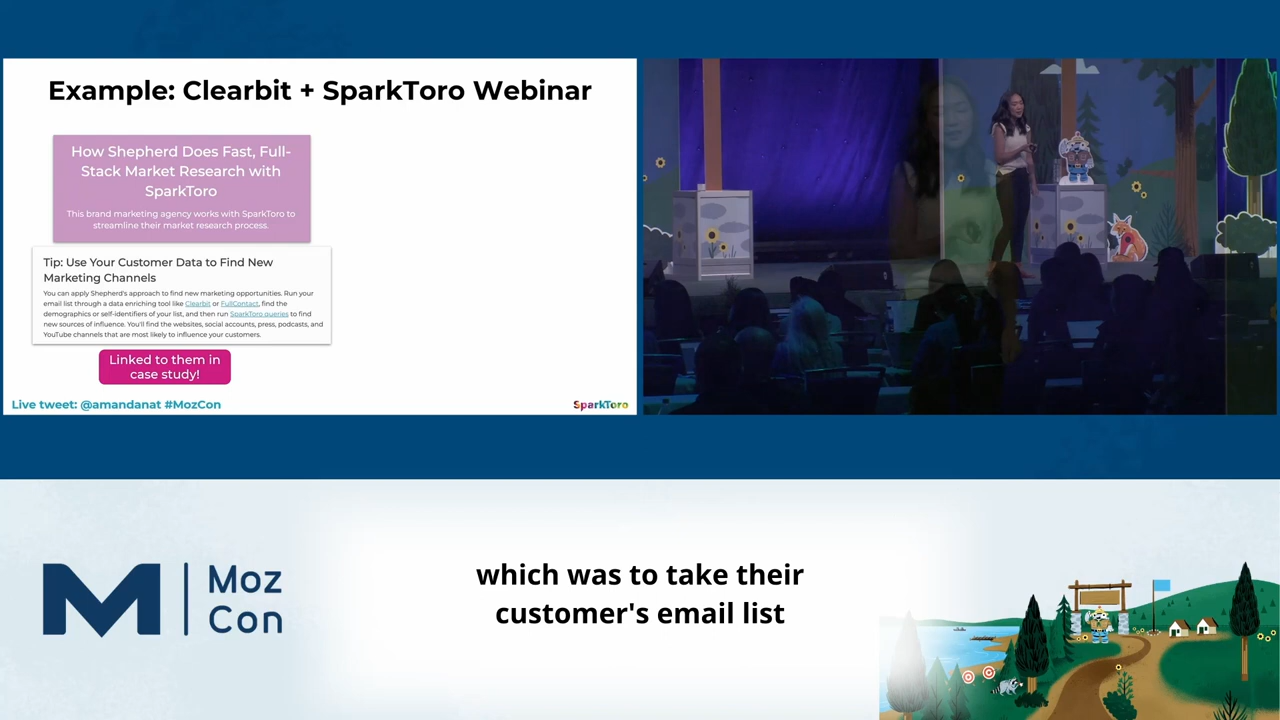 Example: Clearbit + SparkToro Webinar
How Shepherd Does Fast, Full-
Stack Market Research with
SparkToro
This brand marketing agency works with SparkToro to
streamline their market research process.
Tip: Use Your Customer Data to Find New
Marketing Channels
You can apply Shepherd's approach to find new marketing opportunities. Run your
email list through a data enriching tool like Clearbit or FullContact, find the
demographics or self-identifiers of your list, and then run SparkToro queries to find
new sources of influence. You'll find the websites, social accounts, press, podcasts, and
YouTube channels that are most likely to influence your customers.
Linked to them in
case study!
Live tweet: @amandanat #MozCon
SparkToro
Moz
Con
which was to take their
customer's email list